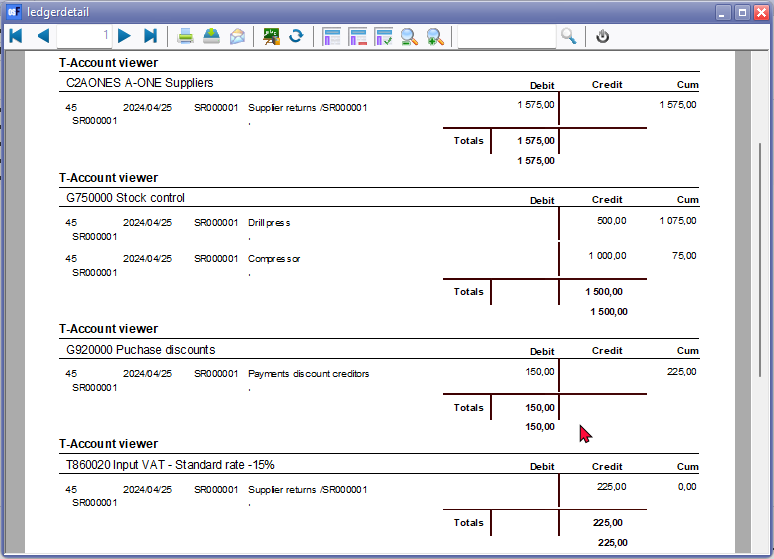 ledgerdetail
1
T-Account viewer
C2AONES A-ONE Suppliers Debit Credit Cum
45 2024/04/25 SR000001 Supplier returns /SR000001 1 575,00 1 575,00
SR000001 .
Totals 1 575,00
1 575,00
T-Account viewer
G750000 Stock control Debit Credit Cum
45 2024/04/25 SR000001 Drill press 500,00 1 075,00
SR000001 .
45 2024/04/25 SR000001 Compressor 1 000,00 75,00
SR000001 .
Totals 1 500,00
1 500,00
T-Account viewer
G920000 Puchase discounts Debit Credit Cum
45 2024/04/25 SR000001 Payments discount creditors 150,00 225,00
SR000001 .
Totals 150,00
150,00
T-Account viewer
T860020 Input VAT - Standard rate -15% Debit Credit Cum
45 2024/04/25 SR000001 Supplier returns /SR000001 225,00 0,00
SR000001 .
Totals 225,00
225,00